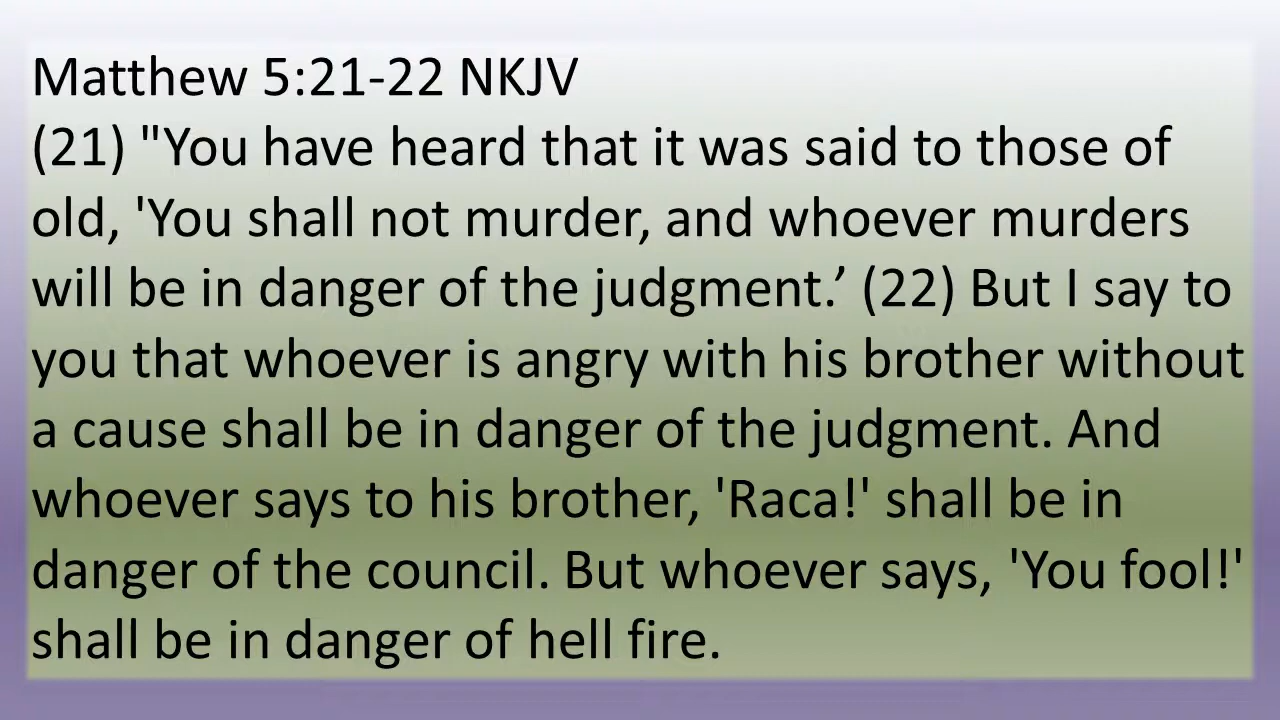 Matthew 5:21-22 NKJV
(21) "You have heard that it was said to those of
old, 'You shall not murder, and whoever murders
will be in danger of the judgment.’ (22) But I say to
you that whoever is angry with his brother without
a cause shall be in danger of the judgment. And
whoever says to his brother, 'Raca!' shall be in
danger of the council. But whoever says, 'You fool!'
shall be in danger of hell fire.